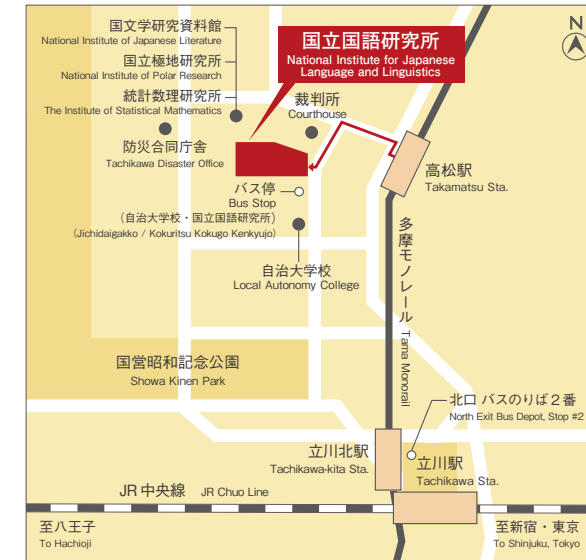 国文学研究資料館
National Institute of Japanese Literature
国立極地研究所
National Institute of Polar Research
統計数理研究所
The Institute of Statistical Mathematics
防災合同庁舎
Tachikawa Disaster Office
国立国語研究所
National Institute for Japanese
Language and Linguistics
N
裁判所
Courthouse
高松駅
Takamatsu Sta.
バス停
Bus Stop
(自治大学校・国立国語研究所)
(Jichidaigakko / Kokuritsu Kokugo Kenkyujo)
自治大学校
Local Autonomy College
多摩モノレール Tama Monorail
国営昭和記念公園
Showa Kinen Park
北口 バスのりば2番
North Exit Bus Depot, Stop #2
立川北駅
Tachikawa-kita Sta.
立川駅
Tachikawa Sta.
JR中央線 JR Chuo Line
至八王子
To Hachioji
至新宿・東京
To Shinjuku, Tokyo